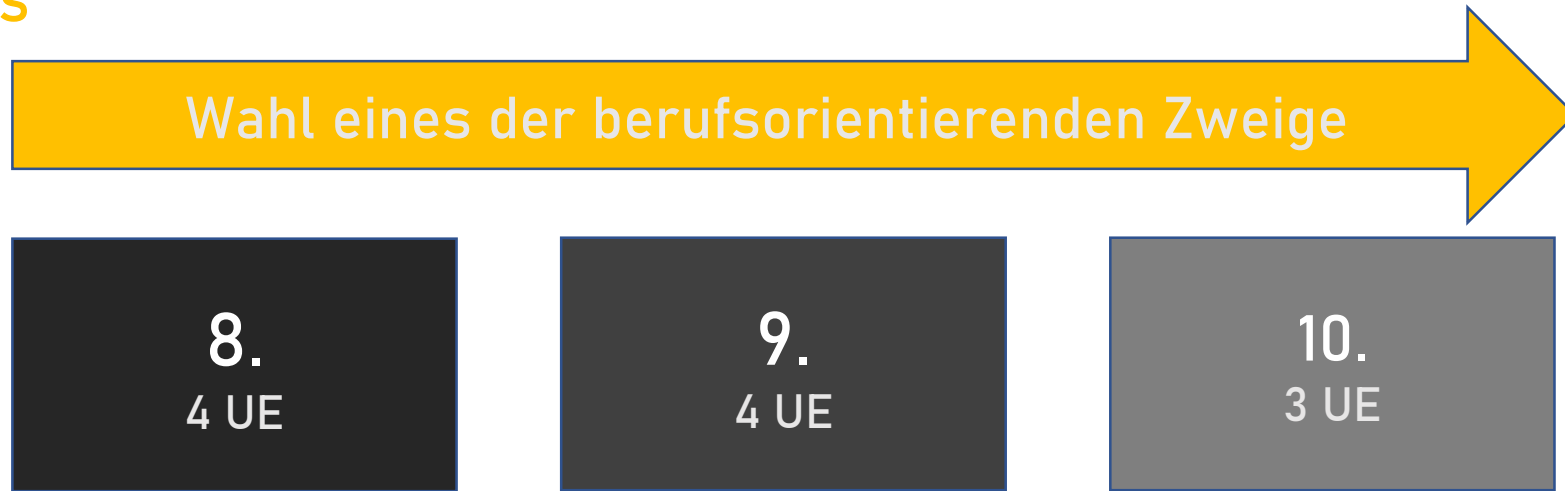 Wahl eines der berufsorientierenden Zweige
8.
4 UE
9.
4 UE
10.
3 UE